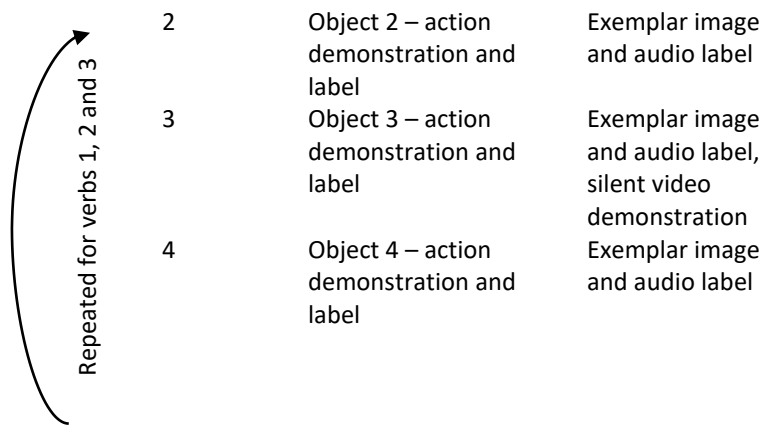 Repeated for verbs 1, 2 and 3
2 Object 2 – action Exemplar image
demonstration and and audio label
label
3 Object 3 – action Exemplar image
demonstration and and audio label,
label silent video
demonstration
4 Object 4 – action Exemplar image
demonstration and and audio label
label